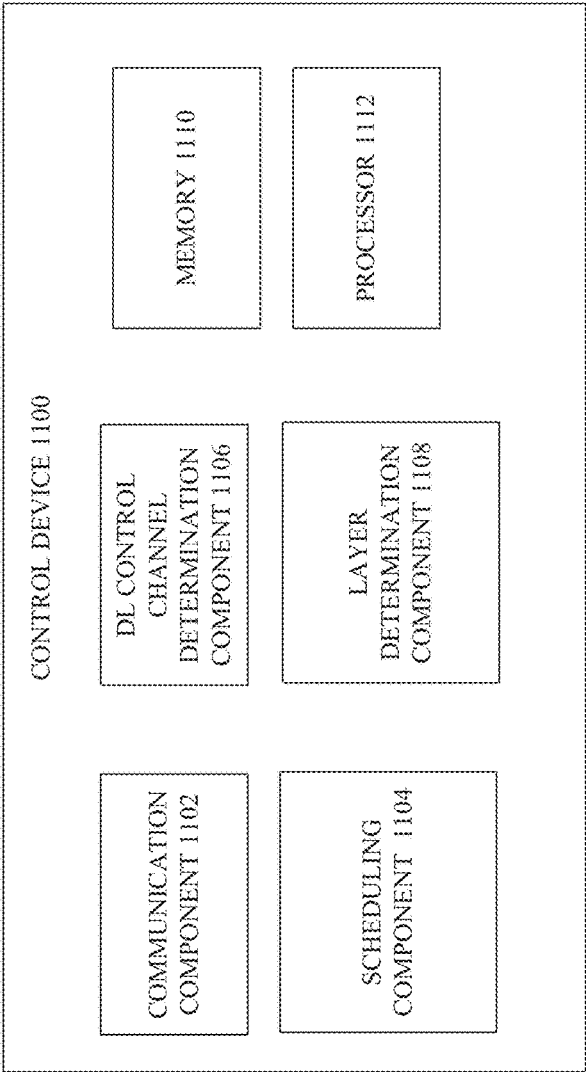 CONTROL DEVICE 1100
COMMUNICATION
COMPONENT 1102
DL CONTROL
CHANNEL
DETERMINATION
COMPONENT 1106
MEMORY 1110
SCHEDULING
COMPONENT 1104
LAYER
DETERMINATION
COMPONENT 1108
PROCESSOR 1112